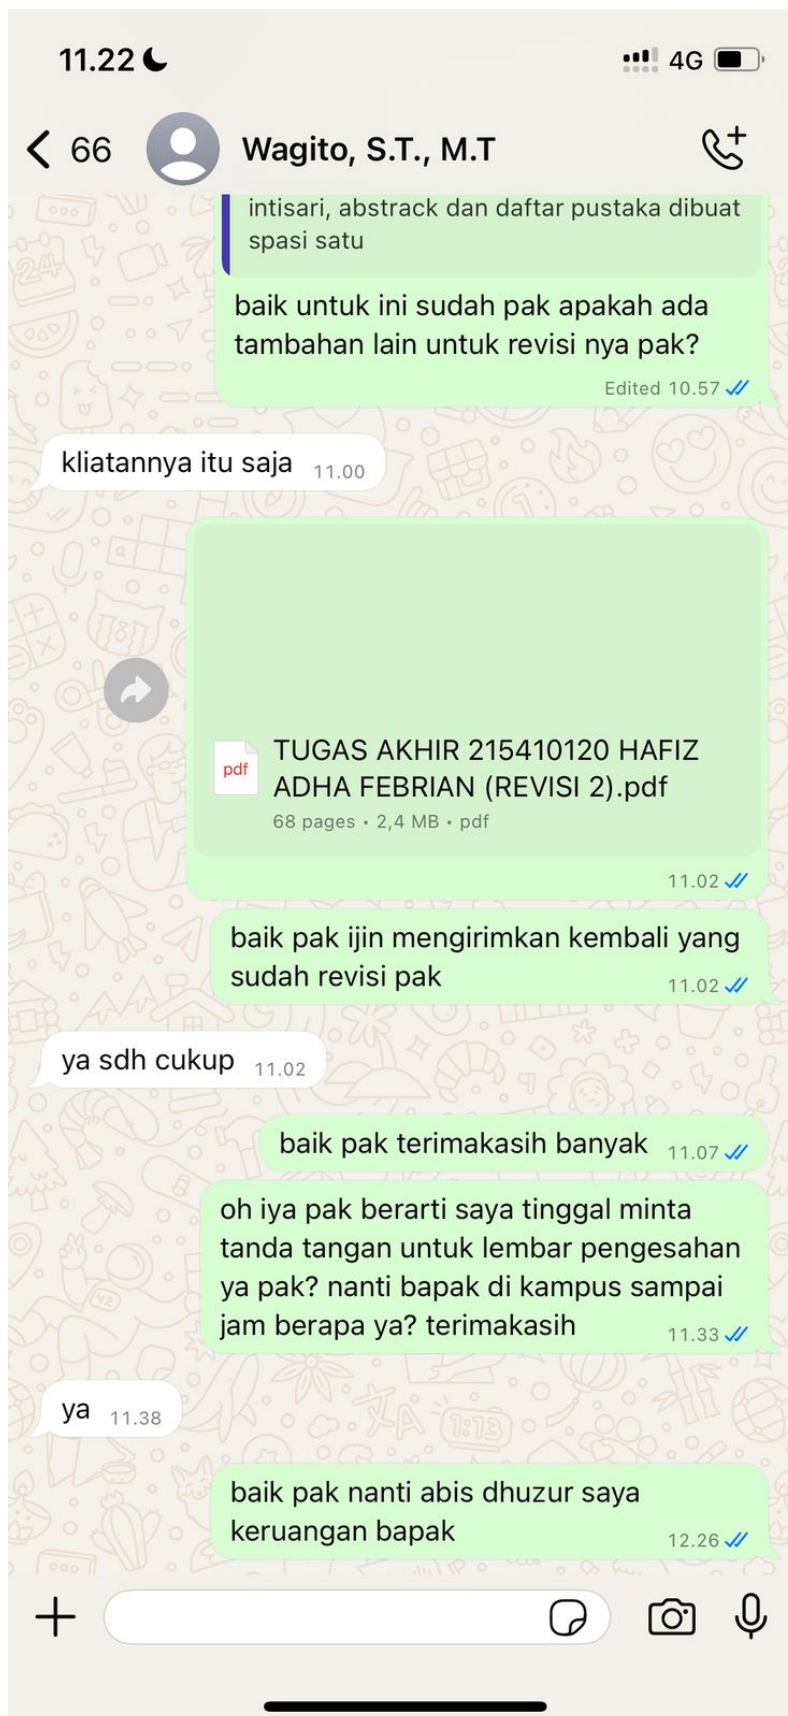 11.22
4G
66
Wagito, S.T., M.T
intisari, abstrack dan daftar pustaka dibuat
spasi satu
baik untuk ini sudah pak apakah ada
tambahan lain untuk revisi nya pak?
Edited 10.57
kliatannya itu saja 11.00
pdf
TUGAS AKHIR 215410120 HAFIZ
ADHA FEBRIAN (REVISI 2).pdf
68 pages • 2,4 MB • pdf
11.02
baik pak ijin mengirimkan kembali yang
sudah revisi pak 11.02
ya sdh cukup 11.02
baik pak terimakasih banyak 11.07
oh iya pak berarti saya tinggal minta
tanda tangan untuk lembar pengesahan
ya pak? nanti bapak di kampus sampai
jam berapa ya? terimakasih 11.33
ya 11.38
baik pak nanti abis dhuzur saya
keruangan bapak 12.26